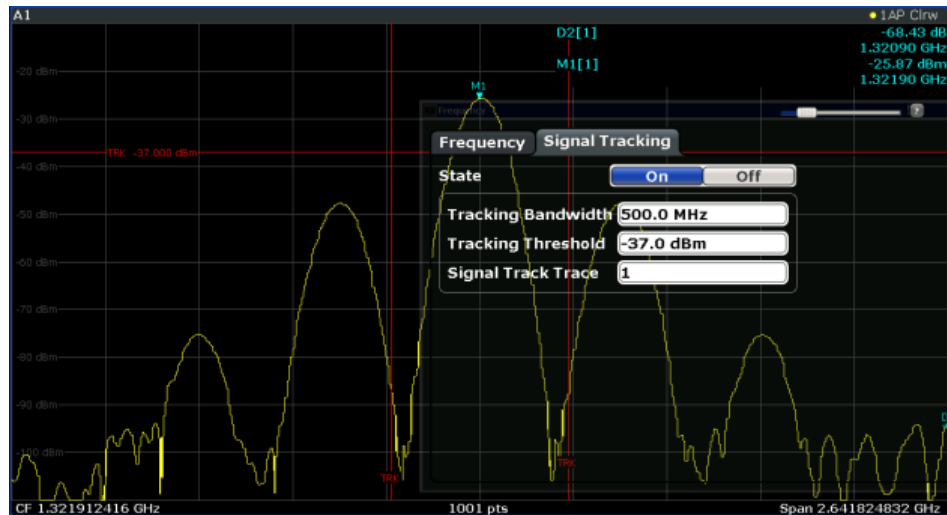 A1
1AP Clrw
D2[1]
-68.43 dB
1.32090 GHz
M1[1]
-25.87 dBm
1.32190 GHz
-20 dBm
M1
Frequency
?
-30 dBm
Frequency
Signal Tracking
TRK -37.000 dBm
-40 dBm
State
On
Off
-50 dBm
Tracking Bandwidth
500.0 MHz
Tracking Threshold
-37.0 dBm
-60 dBm
Signal Track Trace
1
-70 dBm
-80 dBm
-90 dBm
-100 dBm
TRK
TRK
CF 1.321912416 GHz
1001 pts
Span 2.641824832 GHz